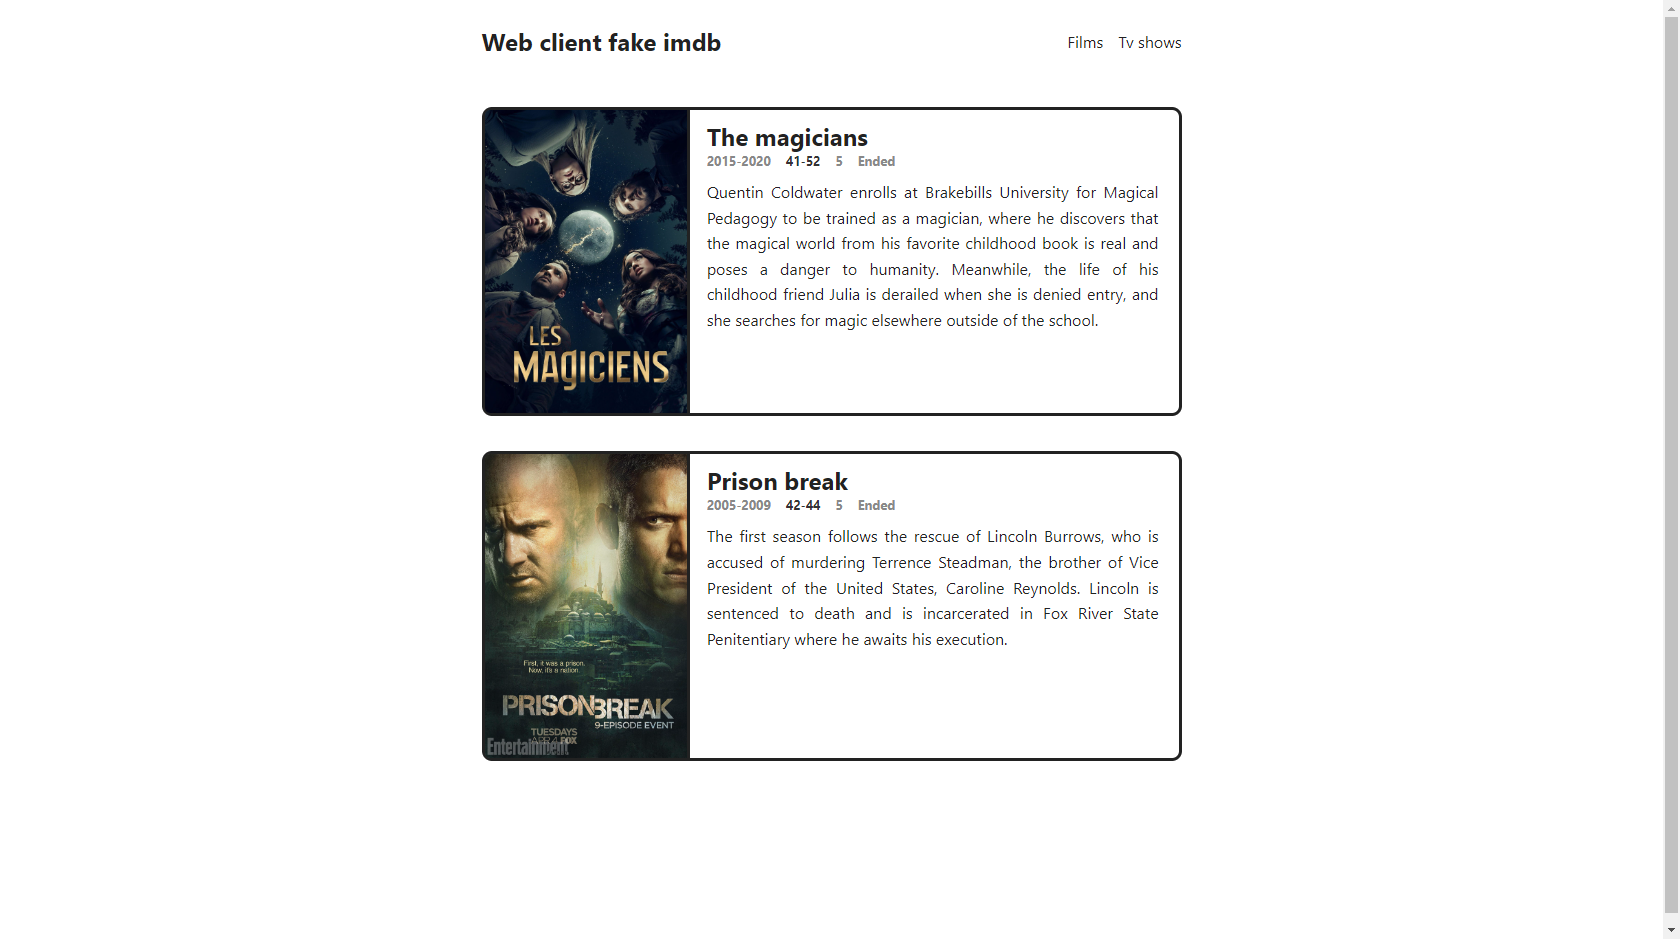 Web client fake imdb
Films Tv shows
The magicians
2015-2020 41-52 5 Ended
Quentin Coldwater enrolls at Brakebills University for Magical
Pedagogy to be trained as a magician, where he discovers that
the magical world from his favorite childhood book is real and
poses a danger to humanity. Meanwhile, the life of his
childhood friend Julia is derailed when she is denied entry, and
she searches for magic elsewhere outside of the school.
LES
MAGICIENS
Prison break
2005-2009 42-44 5 Ended
The first season follows the rescue of Lincoln Burrows, who is
accused of murdering Terrence Steadman, the brother of Vice
President of the United States, Caroline Reynolds. Lincoln is
sentenced to death and is incarcerated in Fox River State
Penitentiary where he awaits his execution.
First, it was a prison.
Now, it's a nation.
PRISON BREAK
9-EPISODE EVENT
TUESDAYS
FOX
Entertainment